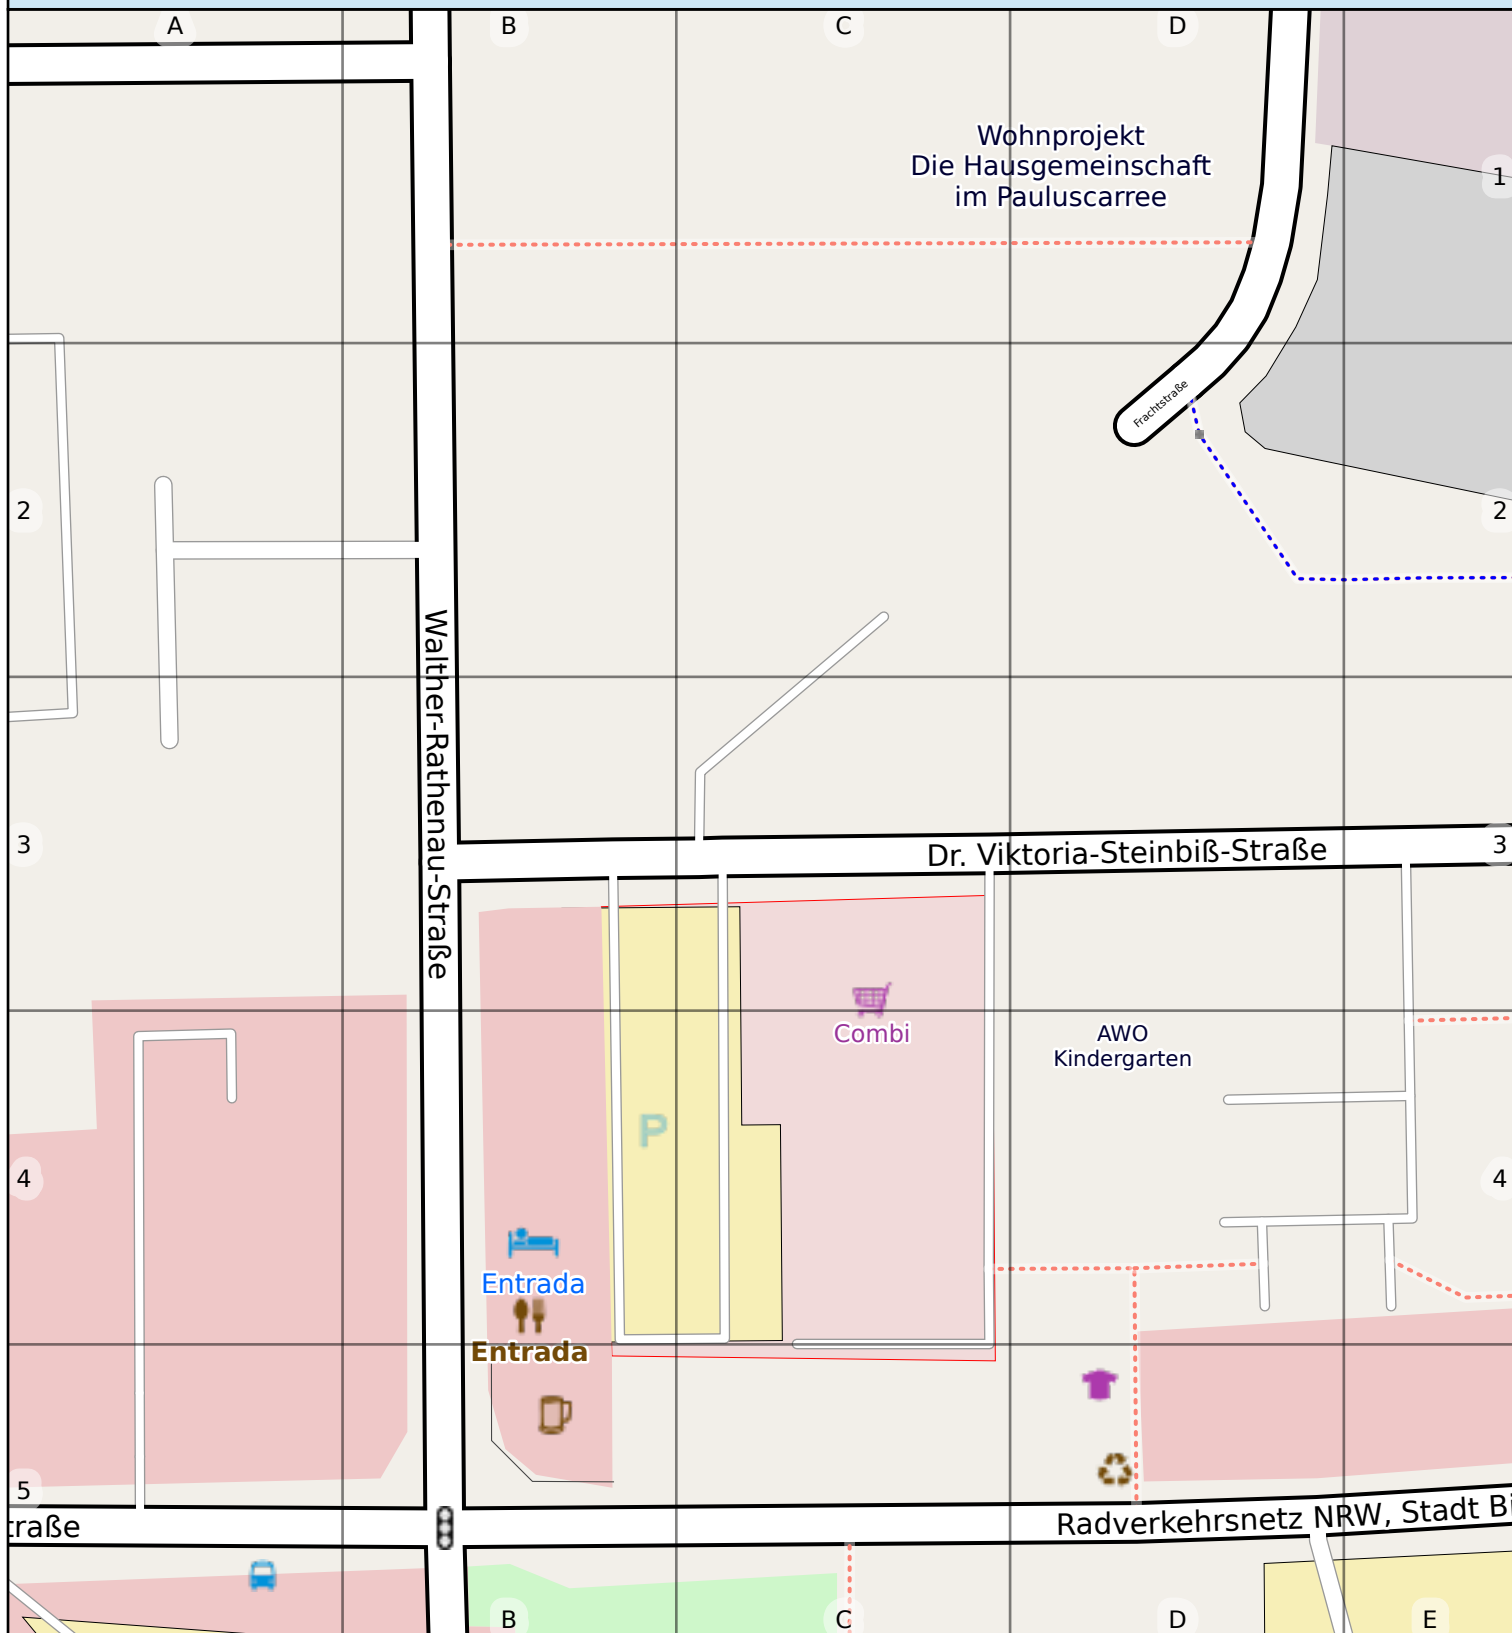 A
B
C
D
Wohnprojekt
Die Hausgemeinschaft
im Pauluscarree
1
Frachtstraße
2
2
Walther-Rathenau-Straße
3
Dr. Viktoria-Steinbiß-Straße
3
Combi
AWO
Kindergarten
P
4
4
Entrada
Entrada
5
traße
Radverkehrsnetz NRW, Stadt Bi
B
C
D
E